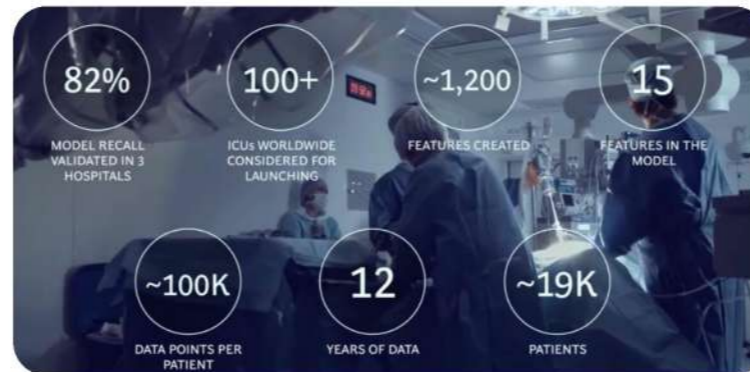 82%
100+
~1,200
15
MODEL RECALL
VALIDATED IN 3
HOSPITALS
ICUs WORLDWIDE
CONSIDERED FOR
LAUNCHING
FEATURES CREATED
FEATURES IN THE
MODEL
~100K
12
~19K
DATA POINTS PER
PATIENT
YEARS OF DATA
PATIENTS